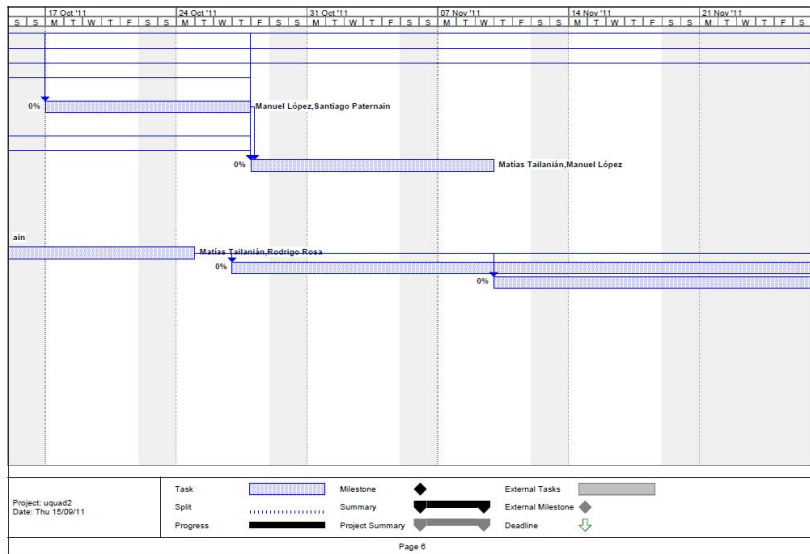 17 Oct '11 24 Oct '11 31 Oct '11 07 Nov '11 14 Nov '11 21 Nov '11
S S M T W T F S S M T W T F S S M T W T F S S M T W T F S S M T W T F S S M T W T F S
0% Manuel López,Santiago Paternain
0% Matías Tailanián,Manuel López
ain
Matías Tailanián,Rodrigo Rosa
0%
0%
Project: uquad2
Date: Thu 15/09/11
Task Milestone External Tasks
Split Summary External Milestone
Progress Project Summary Deadline
Page 6